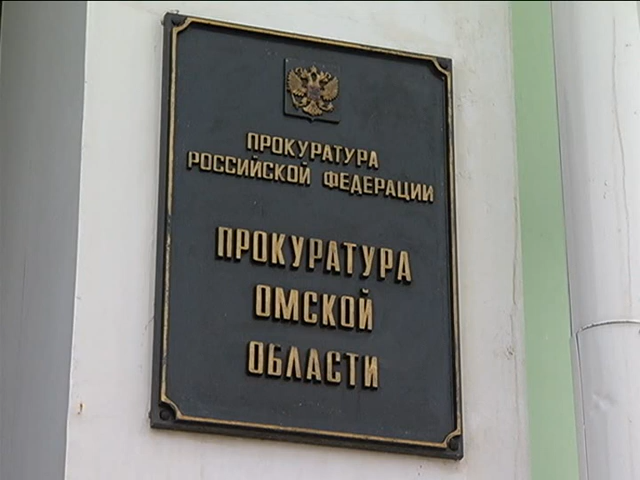 ПРОКУРАТУРА
РОССИЙСКОЙ ФЕДЕРАЦИИ
ПРОКУРАТУРА
ОМСКОЙ
ОБЛАСТИ